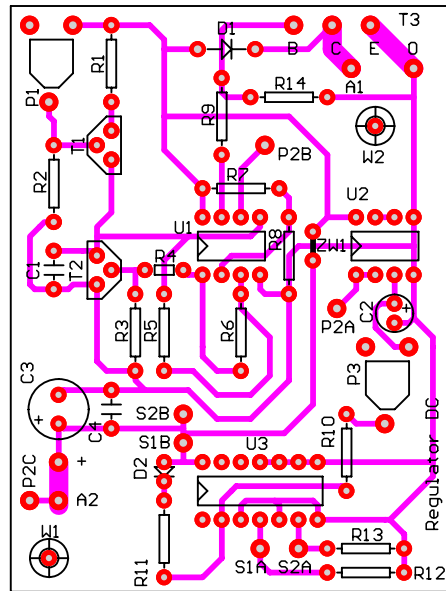 D1
T3
B
C
E
O
R1
P1
R14
A1
R9
T1
W2
P2B
R2
R7
U1
U2
T2
C1
R4
R8
ZW1
R3
R5
R6
P2A
C2
+
C3
+
P3
C4
S2B
S1B
U3
R10
Regulator DC
P2C
+
A2
D2
W1
R11
S1A
S2A
R13
R12